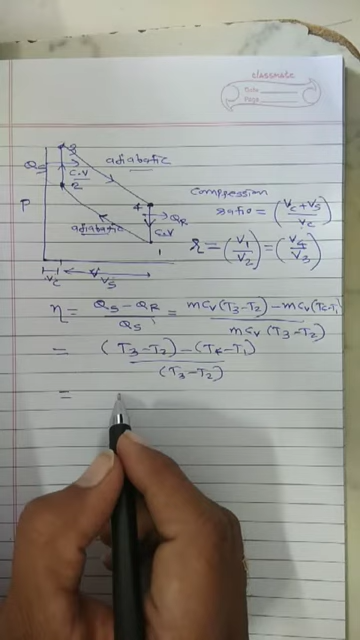 classmate
Date
Page
3
Qs
adiabatic
C.V
2
4
P
→QR
C.V
adiabatic
1
Vc
Vs
Compression
ratio = (Vc + Vs / Vc)
r = (V1 / V2) = (V4 / V3)
η = Qs - QR / Qs = mCv (T3-T2) - mCv (T4-T1) / mCv (T3-T2)
= (T3-T2) - (T4-T1) / (T3-T2)
=